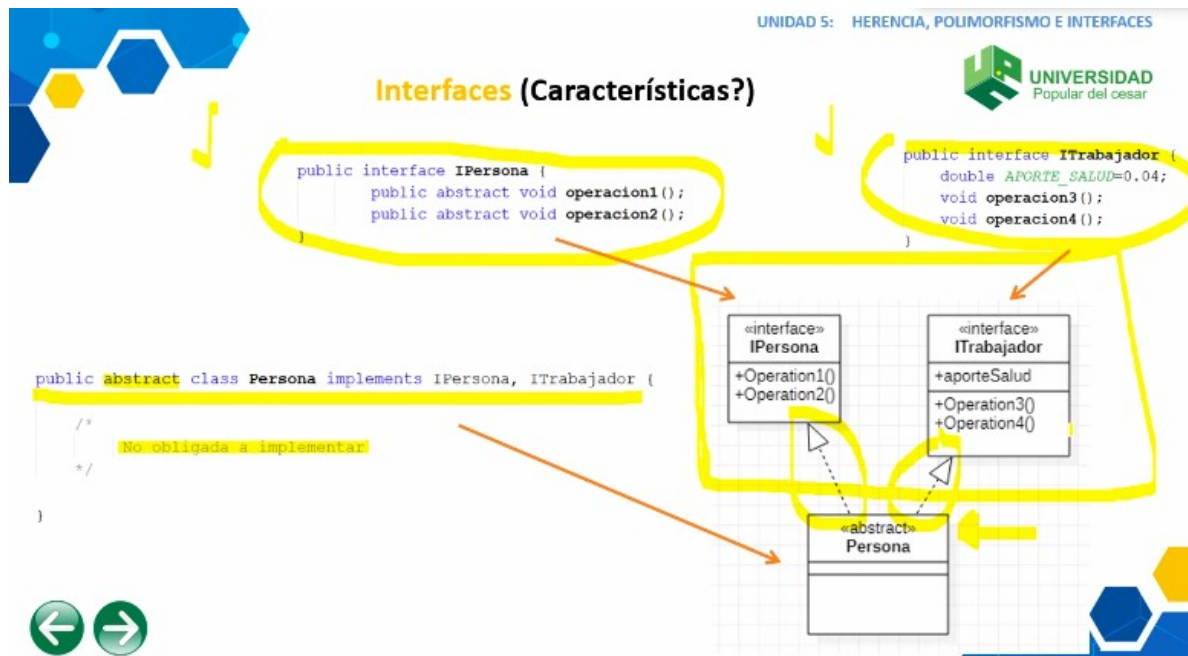 UNIDAD 5: HERENCIA, POLIMORFISMO E INTERFACES
Interfaces (Características?)
UNIVERSIDAD
Popular del cesar
public interface IPersona {
public abstract void operacion1();
public abstract void operacion2();
}
public interface ITrabajador {
double APORTE_SALUD=0.04;
void operacion3();
void operacion4();
}
«interface»
IPersona
+Operation1()
+Operation2()
«interface»
ITrabajador
+aporteSalud
+Operation3()
+Operation4()
public abstract class Persona implements IPersona, ITrabajador {
/*
No obligada a implementar
*/
}
«abstract»
Persona